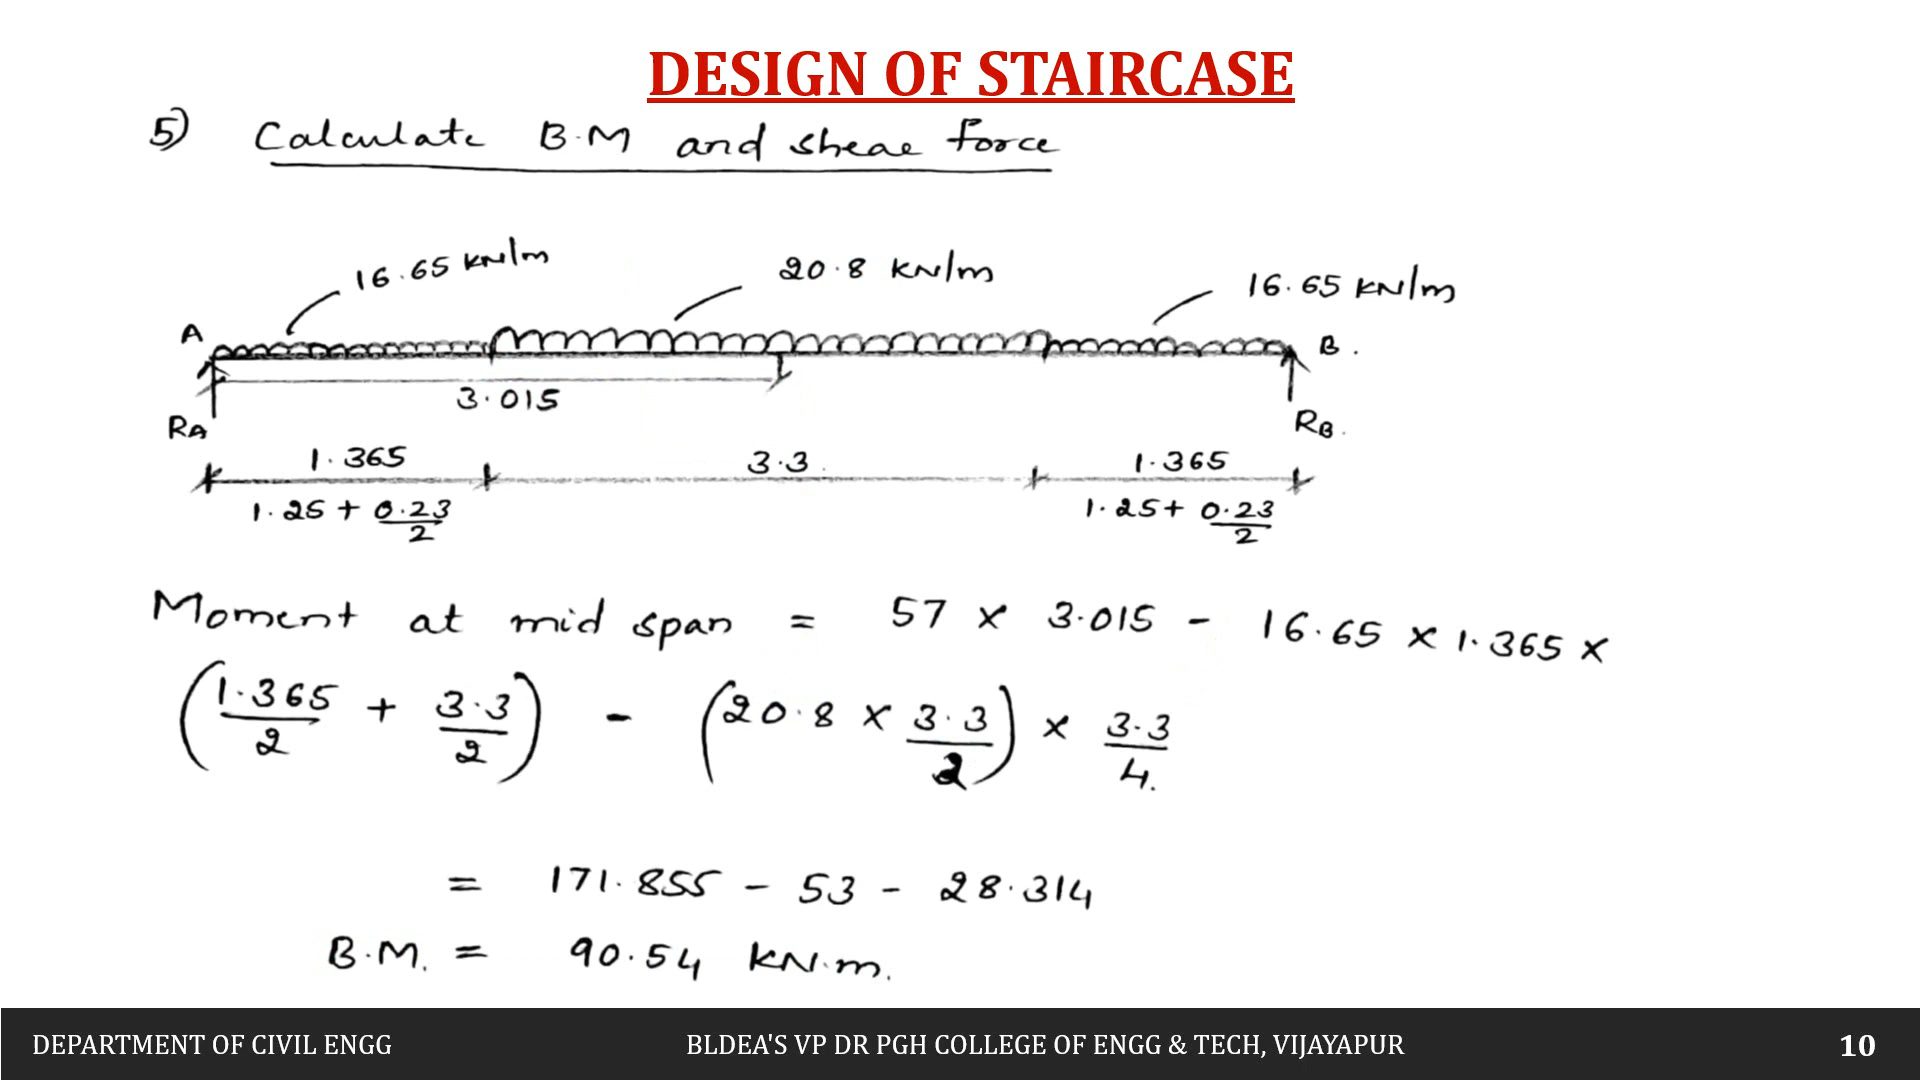 DESIGN OF STAIRCASE
5) Calculate B.M and shear force
16.65 KN/m
20.8 KN/m
16.65 KN/m
A
B.
3.015
RA
RB.
1.365
3.3
1.365
1.25 + 0.23/2
1.25 + 0.23/2
Moment at mid span = 57 × 3.015 - 16.65 × 1.365 ×
(1.365/2 + 3.3/2) - (20.8 × 3.3/2) × 3.3/4.
= 171.855 - 53 - 28.314
B.M. = 90.54 KN.m.
DEPARTMENT OF CIVIL ENGG
BLDEA'S VP DR PGH COLLEGE OF ENGG & TECH, VIJAYAPUR
10